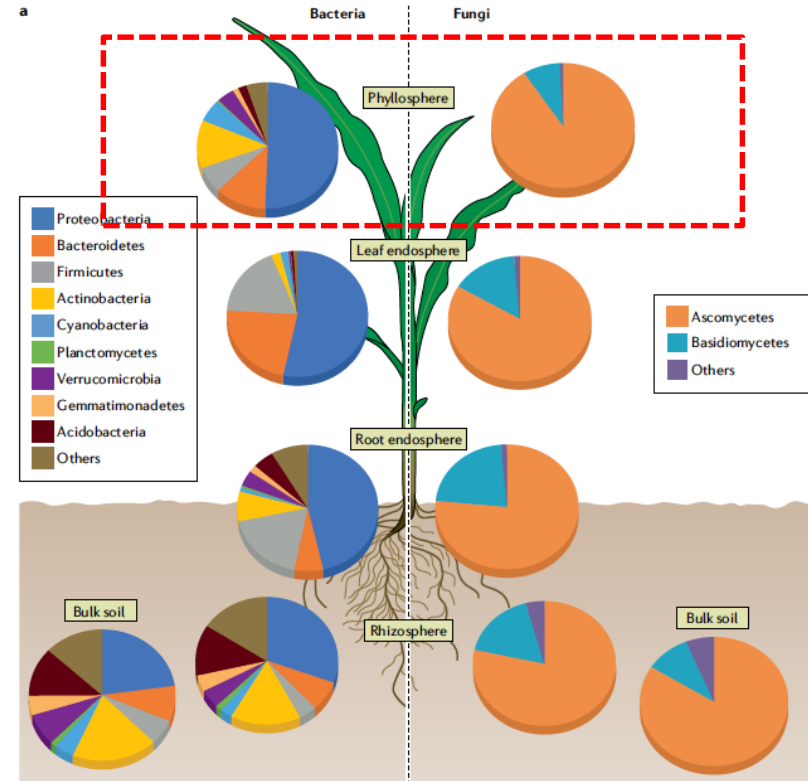 a
Bacteria
Fungi
Phyllosphere
Proteobacteria
Bacteroidetes
Firmicutes
Actinobacteria
Cyanobacteria
Planctomycetes
Verrucomicrobia
Gemmatimonadetes
Acidobacteria
Others
Leaf endosphere
Ascomycetes
Basidiomycetes
Others
Root endosphere
Bulk soil
Rhizosphere
Bulk soil